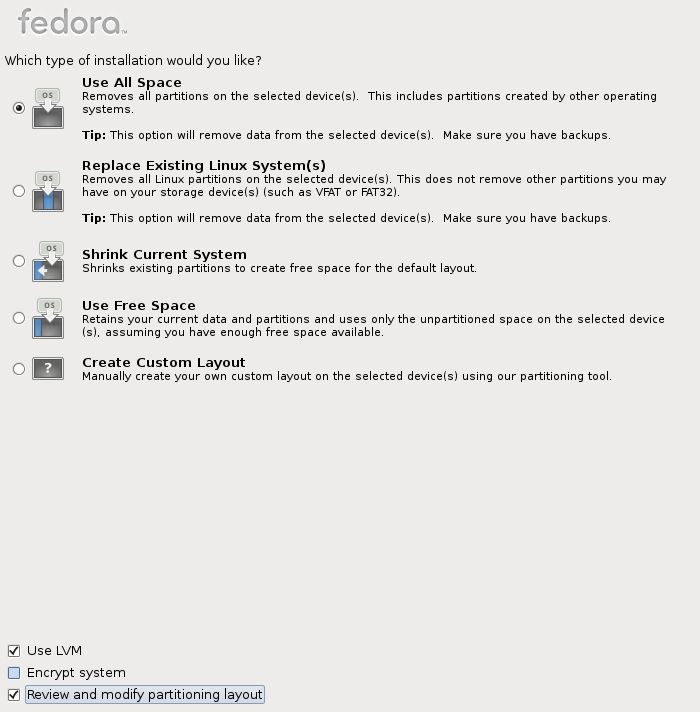 fedora™
Which type of installation would you like?
OS
Use All Space
Removes all partitions on the selected device(s).  This includes partitions created by other operating
systems.
Tip: This option will remove data from the selected device(s).  Make sure you have backups.
OS
Replace Existing Linux System(s)
Removes all Linux partitions on the selected device(s). This does not remove other partitions you may
have on your storage device(s) (such as VFAT or FAT32).
Tip: This option will remove data from the selected device(s).  Make sure you have backups.
OS
Shrink Current System
Shrinks existing partitions to create free space for the default layout.
OS
Use Free Space
Retains your current data and partitions and uses only the unpartitioned space on the selected device
(s), assuming you have enough free space available.
?
Create Custom Layout
Manually create your own custom layout on the selected device(s) using our partitioning tool.
Use LVM
Encrypt system
Review and modify partitioning layout